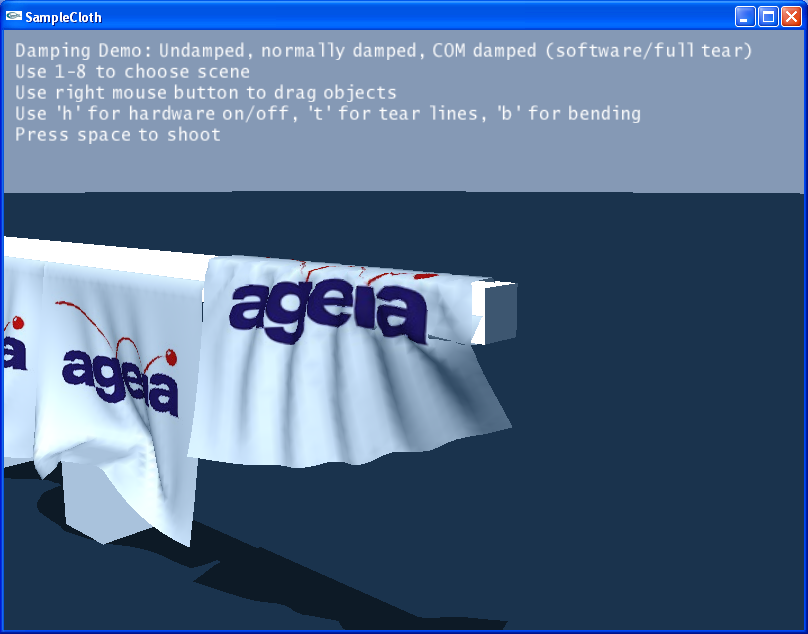 SampleCloth
Damping Demo: Undamped, normally damped, COM damped (software/full tear)
Use 1-8 to choose scene
Use right mouse button to drag objects
Use 'h' for hardware on/off, 't' for tear lines, 'b' for bending
Press space to shoot
ageia
ageia
a